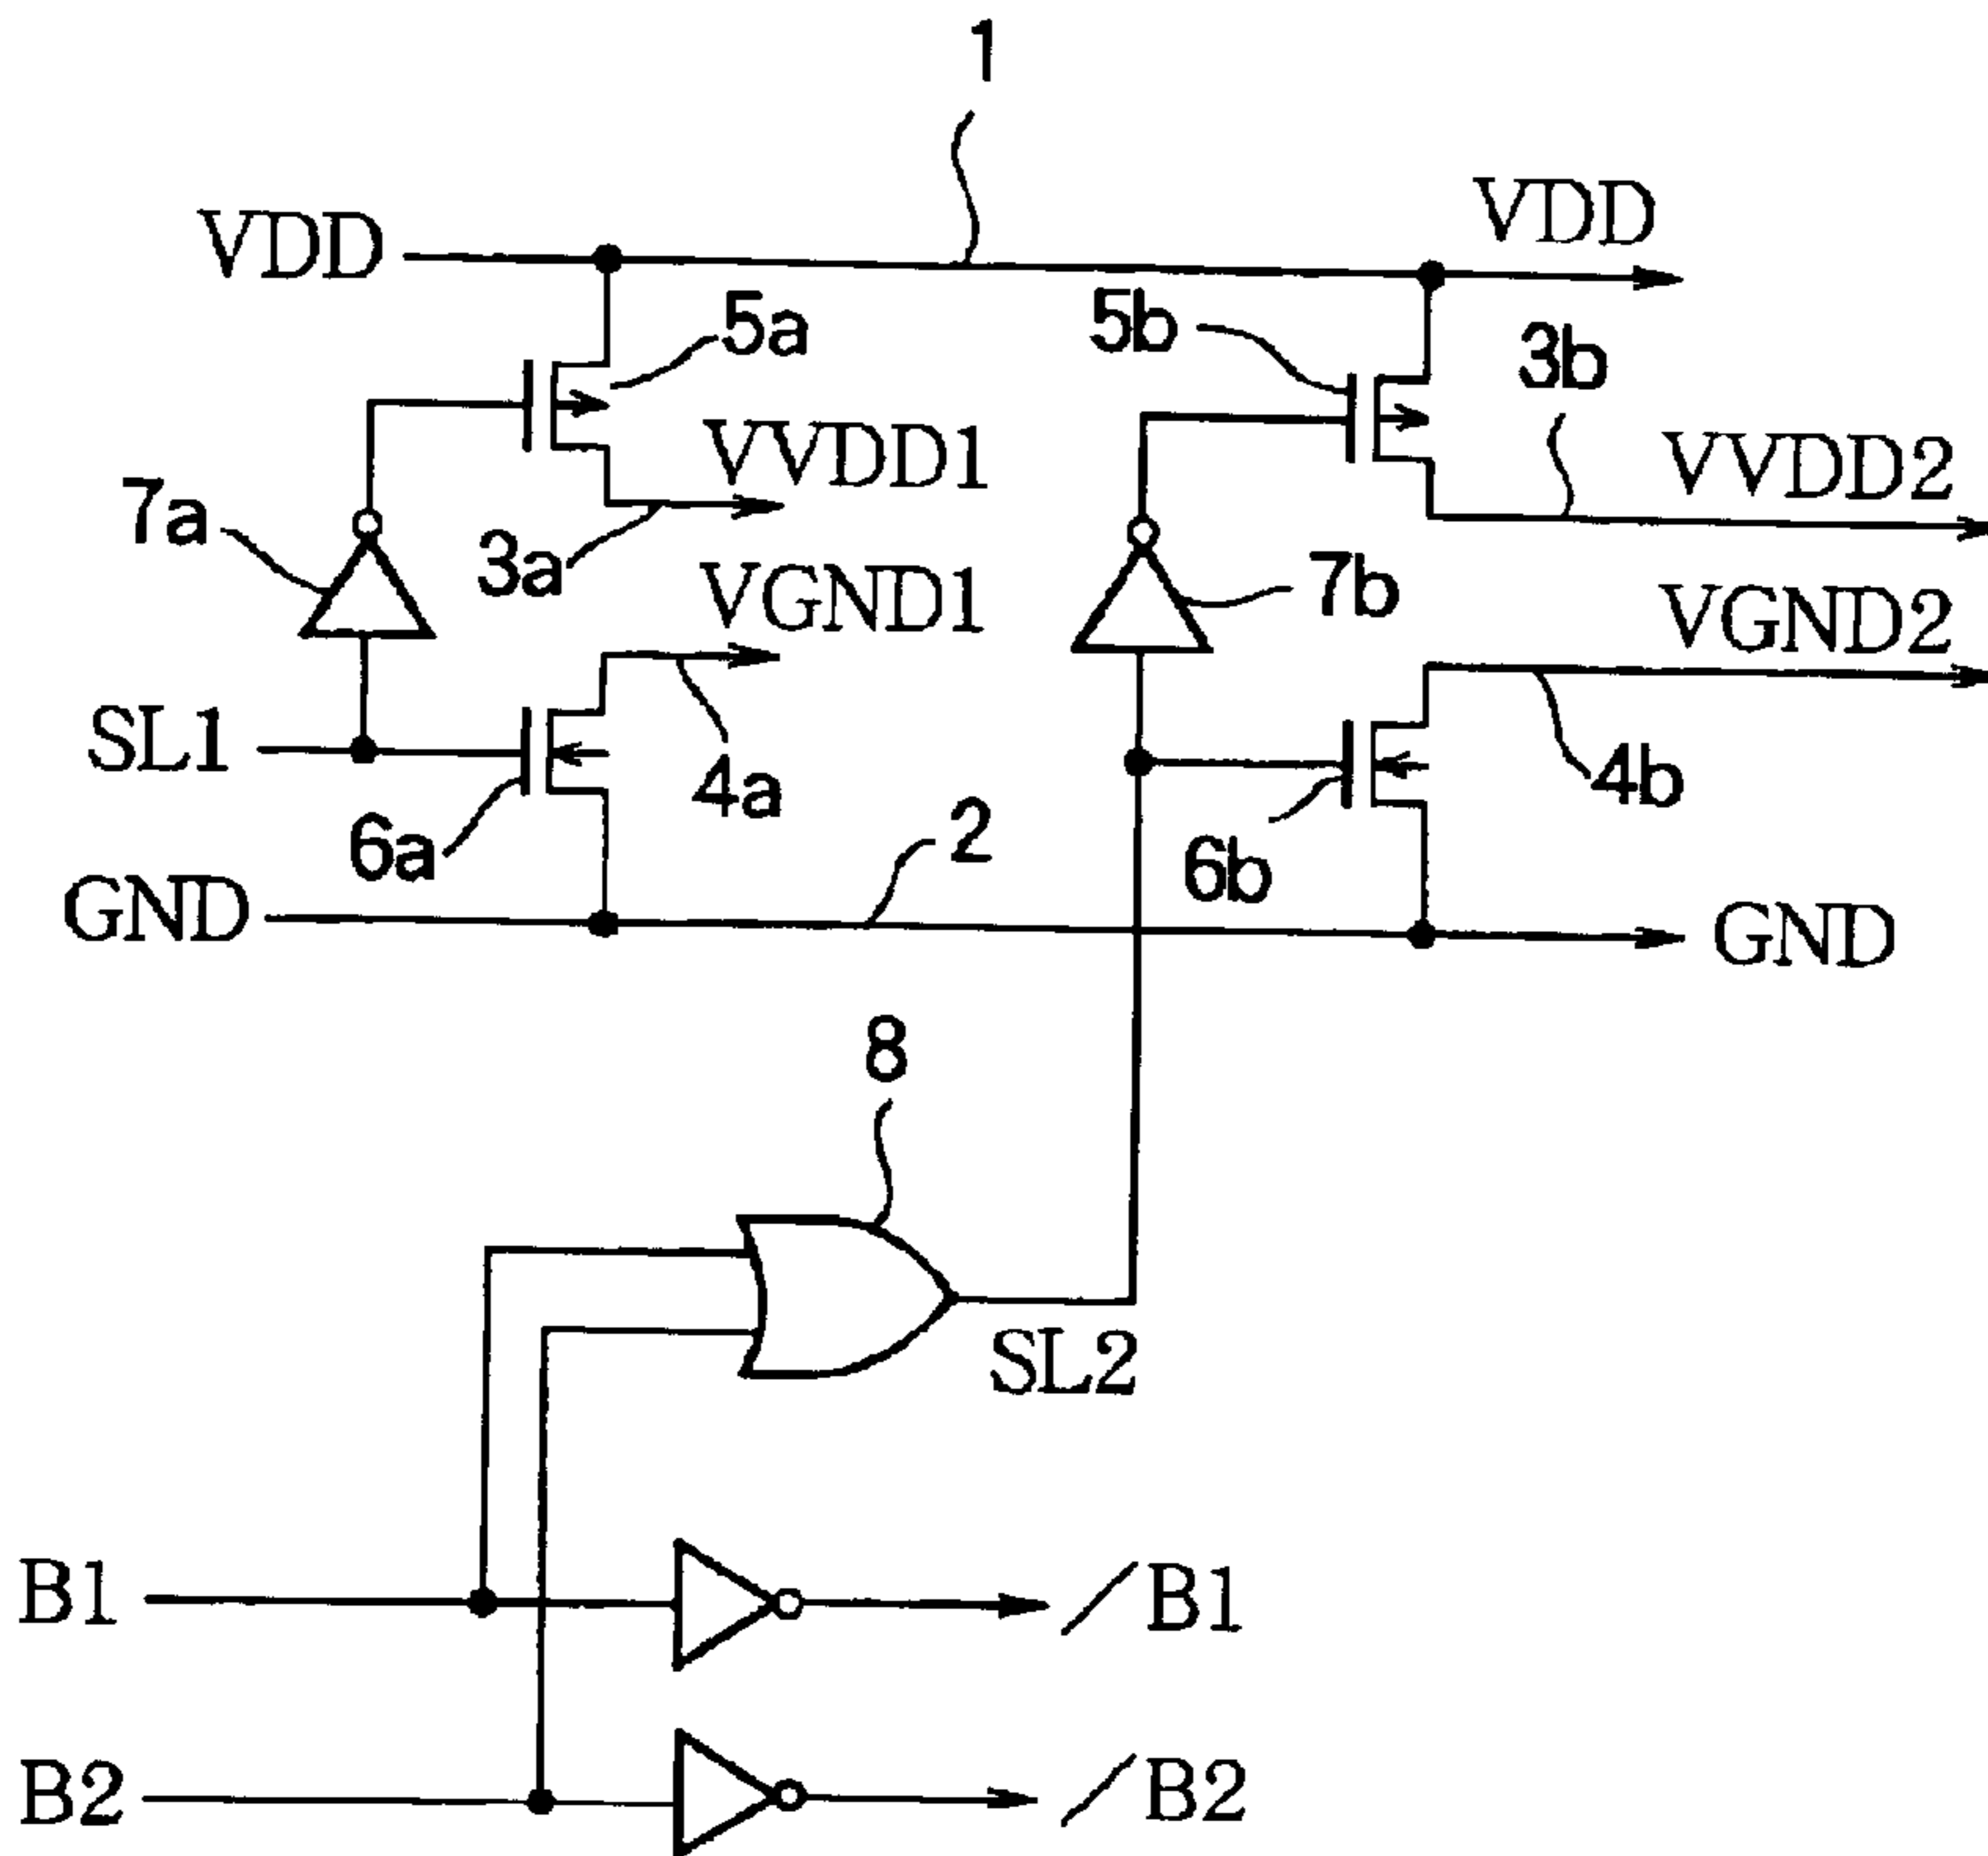 1
VDD
VDD
5a
5b
3b
VVDD1
VVDD2
7a
3a
VGND1
7b
VGND2
SL1
4a
4b
6a
2
6b
GND
GND
8
SL2
B1
/B1
B2
/B2